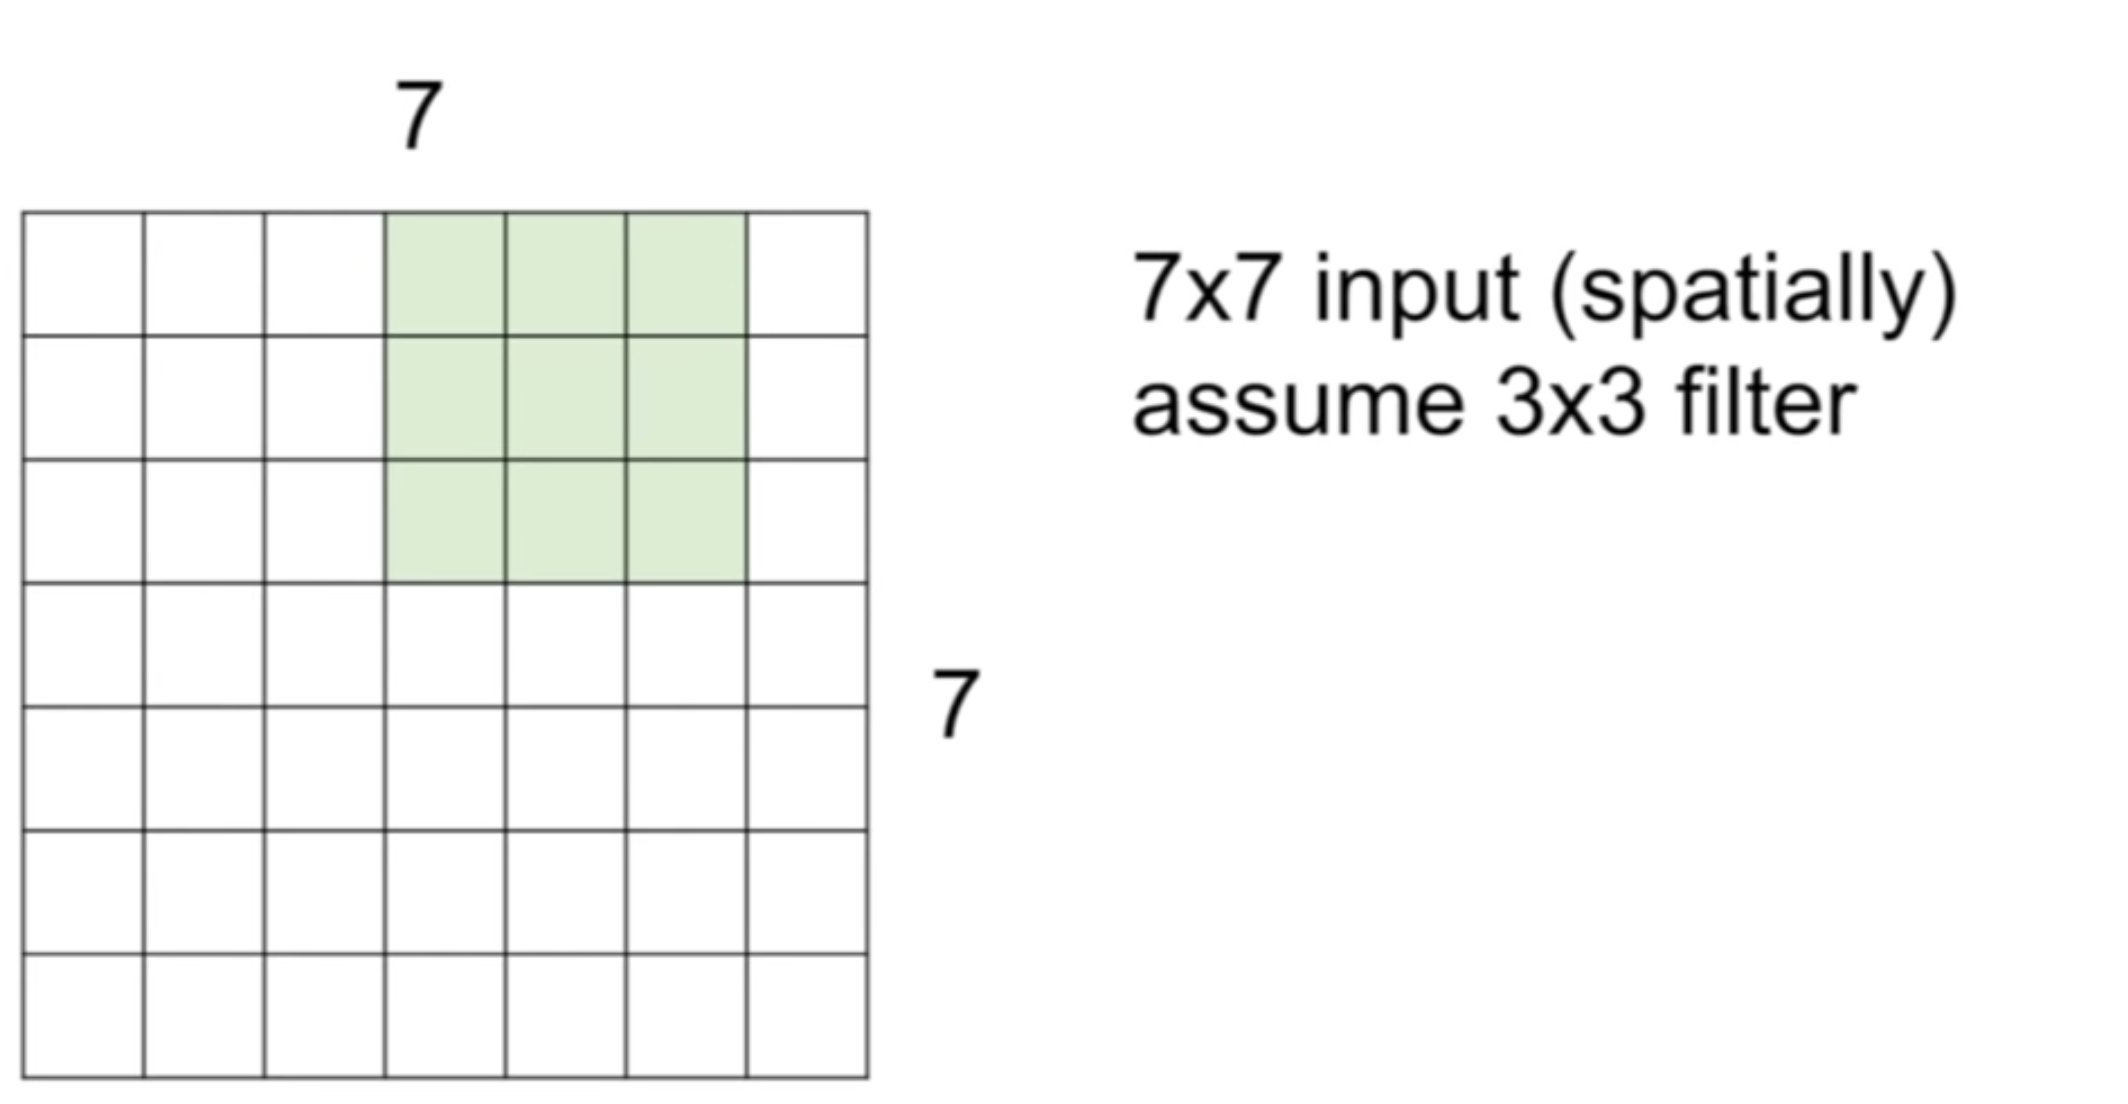 7
7x7 input (spatially)
assume 3x3 filter
7